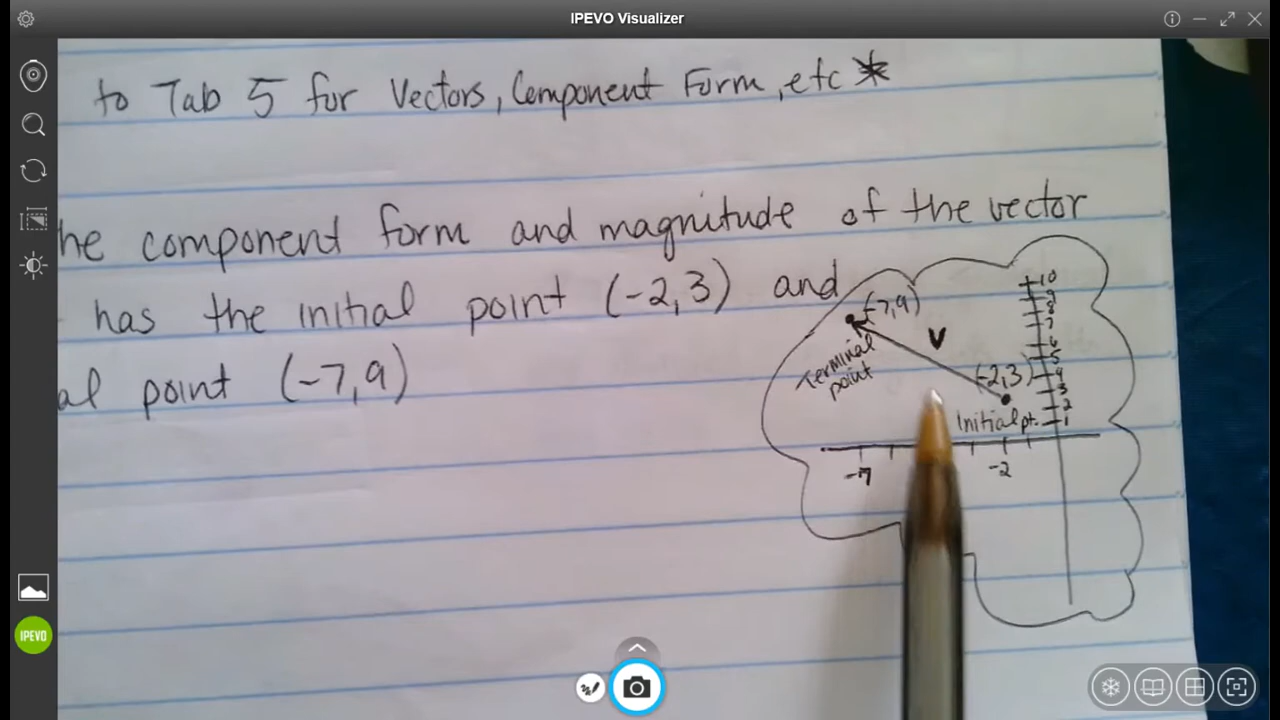 IPEVO Visualizer
to Tab 5 for Vectors, Component Form, etc *
he component form and magnitude of the vector
has the initial point (-2,3) and
al point (-7,9)
(-7,9)
V
Terminal
point
(-2,3)
Initial pt.
10
9
8
7
6
5
4
3
2
1
-7
-2
IPEVO